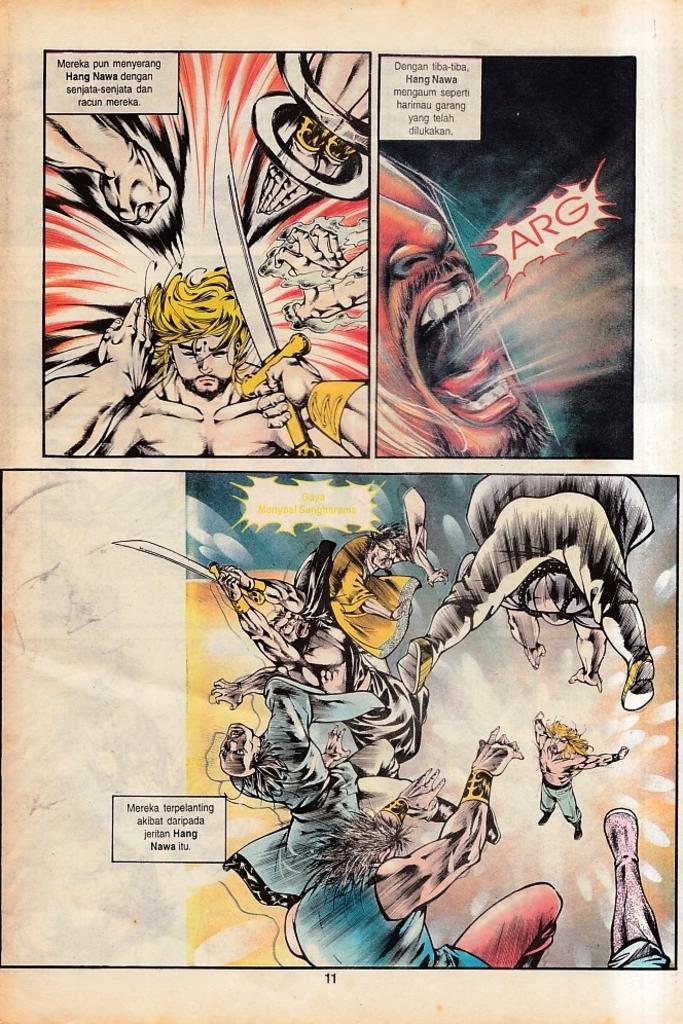 Mereka pun menyerang
Hang Nawa dengan
senjata-senjata dan
racun mereka.
Dengan tiba-tiba,
Hang Nawa
mengaum seperti
harimau garang
yang telah
dilukakan.
ARG
Gaya
Menypal Sangharama
Mereka terpelanting
akibat daripada
jeritan Hang
Nawa itu.
11